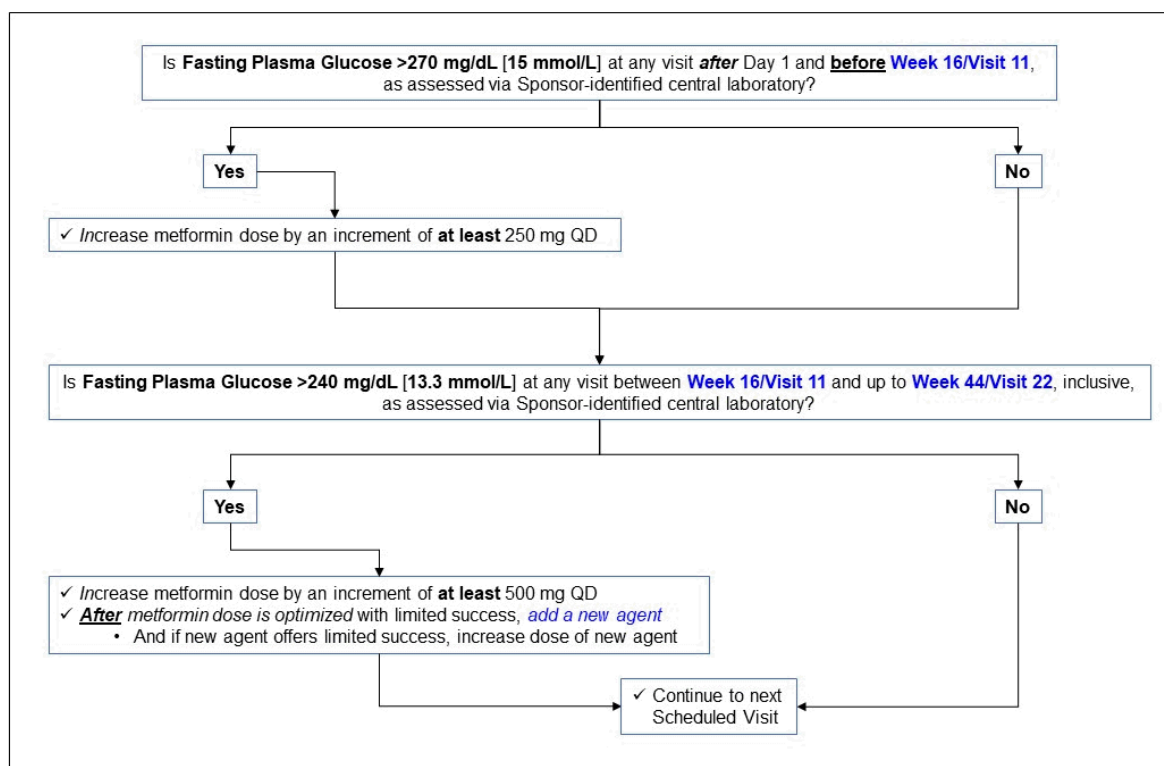 Is Fasting Plasma Glucose >270 mg/dL [15 mmol/L] at any visit after Day 1 and before Week 16/Visit 11,
as assessed via Sponsor-identified central laboratory?
Yes
No
✓ Increase metformin dose by an increment of at least 250 mg QD
Is Fasting Plasma Glucose >240 mg/dL [13.3 mmol/L] at any visit between Week 16/Visit 11 and up to Week 44/Visit 22, inclusive,
as assessed via Sponsor-identified central laboratory?
Yes
No
✓ Increase metformin dose by an increment of at least 500 mg QD
✓ After metformin dose is optimized with limited success, add a new agent
• And if new agent offers limited success, increase dose of new agent
✓ Continue to next
Scheduled Visit